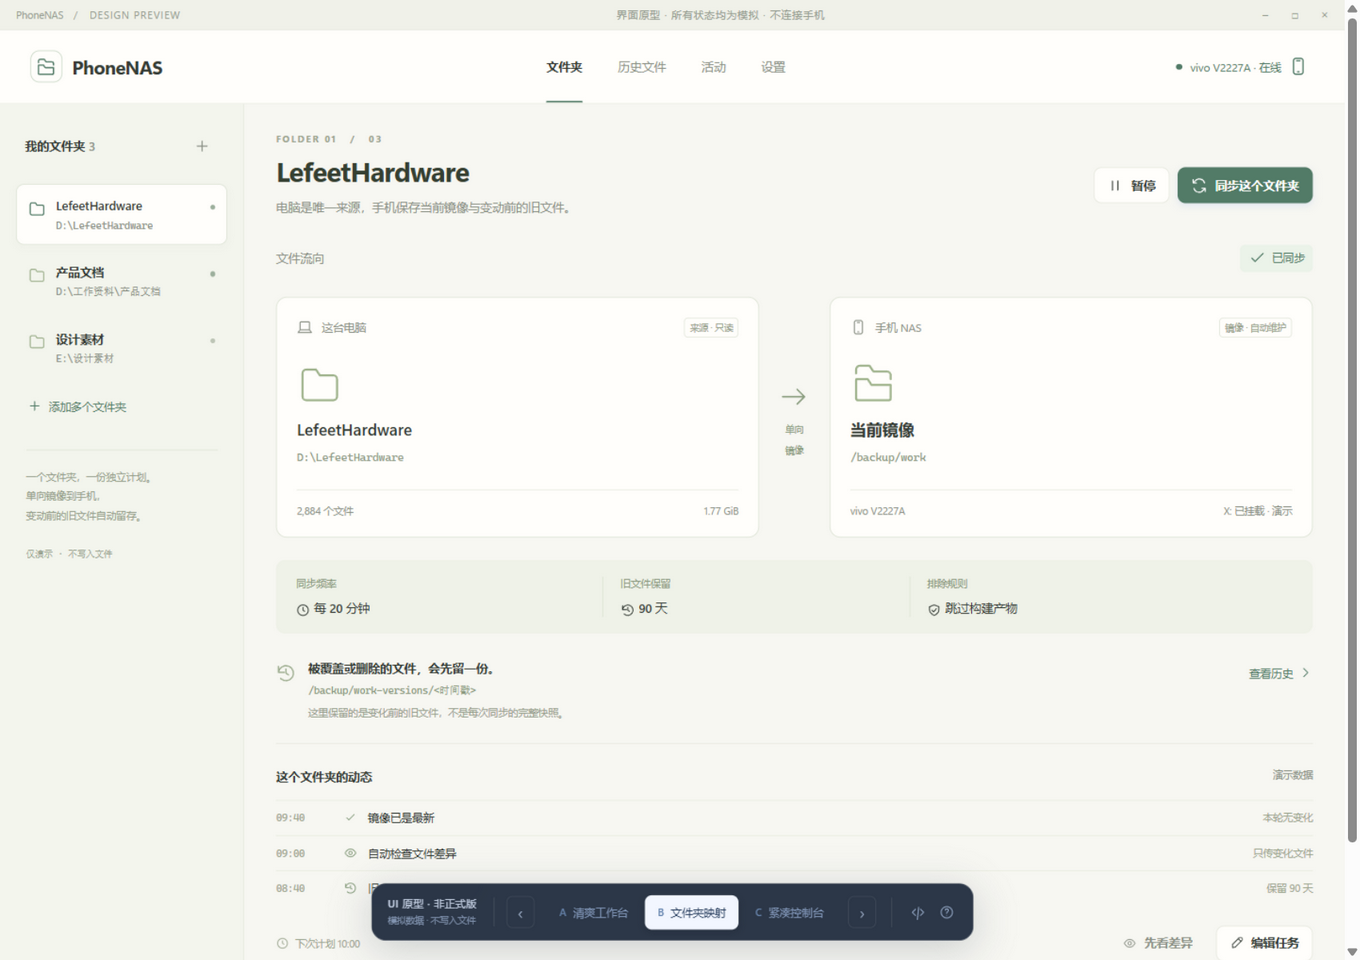 PhoneNAS / DESIGN PREVIEW
界面原型 · 所有状态均为模拟 · 不连接手机
PhoneNAS
文件夹
历史文件
活动
设置
vivo V2227A · 在线
我的文件夹 3
LefeetHardware
D:\LefeetHardware
产品文档
D:\工作资料\产品文档
设计素材
E:\设计素材
添加多个文件夹
一个文件夹，一份独立计划。
单向镜像到手机，
变动前的旧文件自动留存。
仅演示 · 不写入文件
FOLDER 01 / 03
LefeetHardware
电脑是唯一来源，手机保存当前镜像与变动前的旧文件。
暂停
同步这个文件夹
文件流向
已同步
这台电脑
来源 · 只读
LefeetHardware
D:\LefeetHardware
2,884 个文件
1.77 GiB
单向
镜像
手机 NAS
镜像 · 自动维护
当前镜像
/backup/work
vivo V2227A
X: 已挂载 · 演示
同步频率
每 20 分钟
旧文件保留
90 天
排除规则
跳过构建产物
被覆盖或删除的文件，会先留一份。
/backup/work-versions/<时间戳>
这里保留的是变化前的旧文件，不是每次同步的完整快照。
查看历史
这个文件夹的动态
演示数据
09:40 镜像已是最新 本轮无变化
09:00 自动检查文件差异 只传变化文件
08:40 保留 90 天
UI 原型 · 非正式版
模拟数据 · 不写入文件
A 清爽工作台
B 文件夹映射
C 紧凑控制台
下次计划 10:00
先看差异
编辑任务